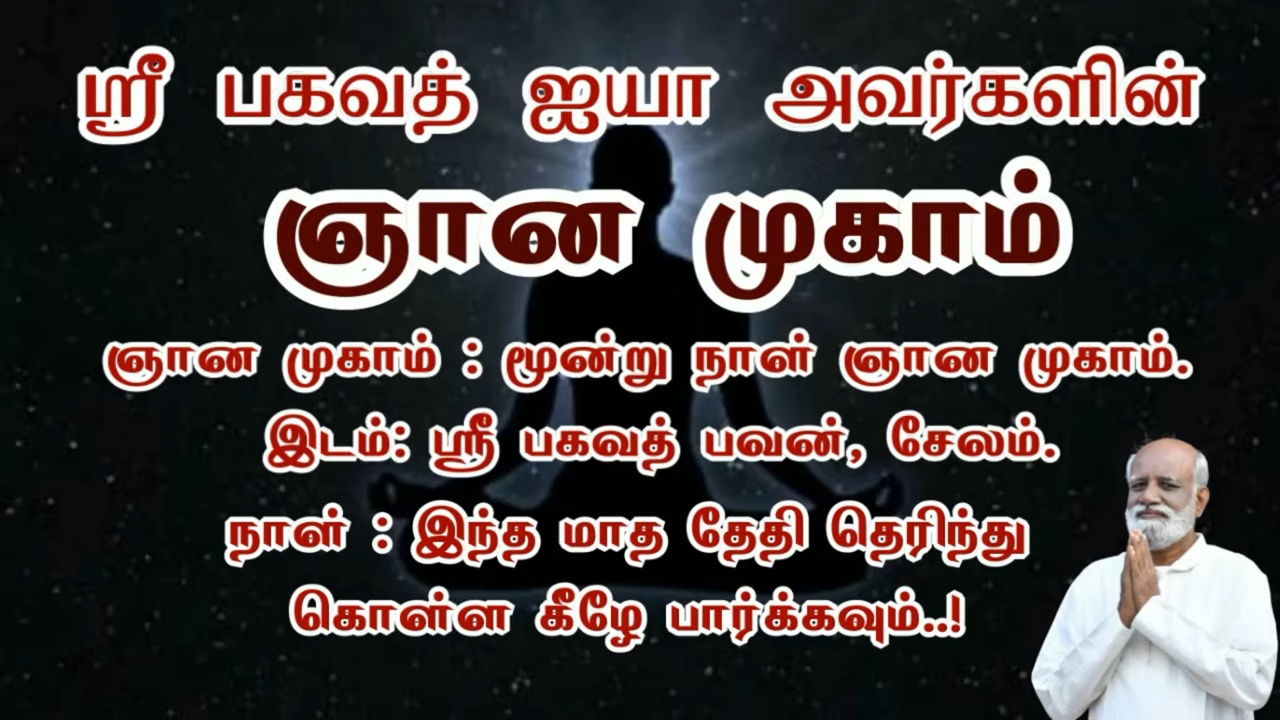 ஸ்ரீ பகவத் ஐயா அவர்களின்
ஞான முகாம்
ஞான முகாம் : மூன்று நாள் ஞான முகாம்.
இடம்: ஸ்ரீ பகவத் பவன், சேலம்.
நாள் : இந்த மாத தேதி தெரிந்து
கொள்ள கீழே பார்க்கவும்..!